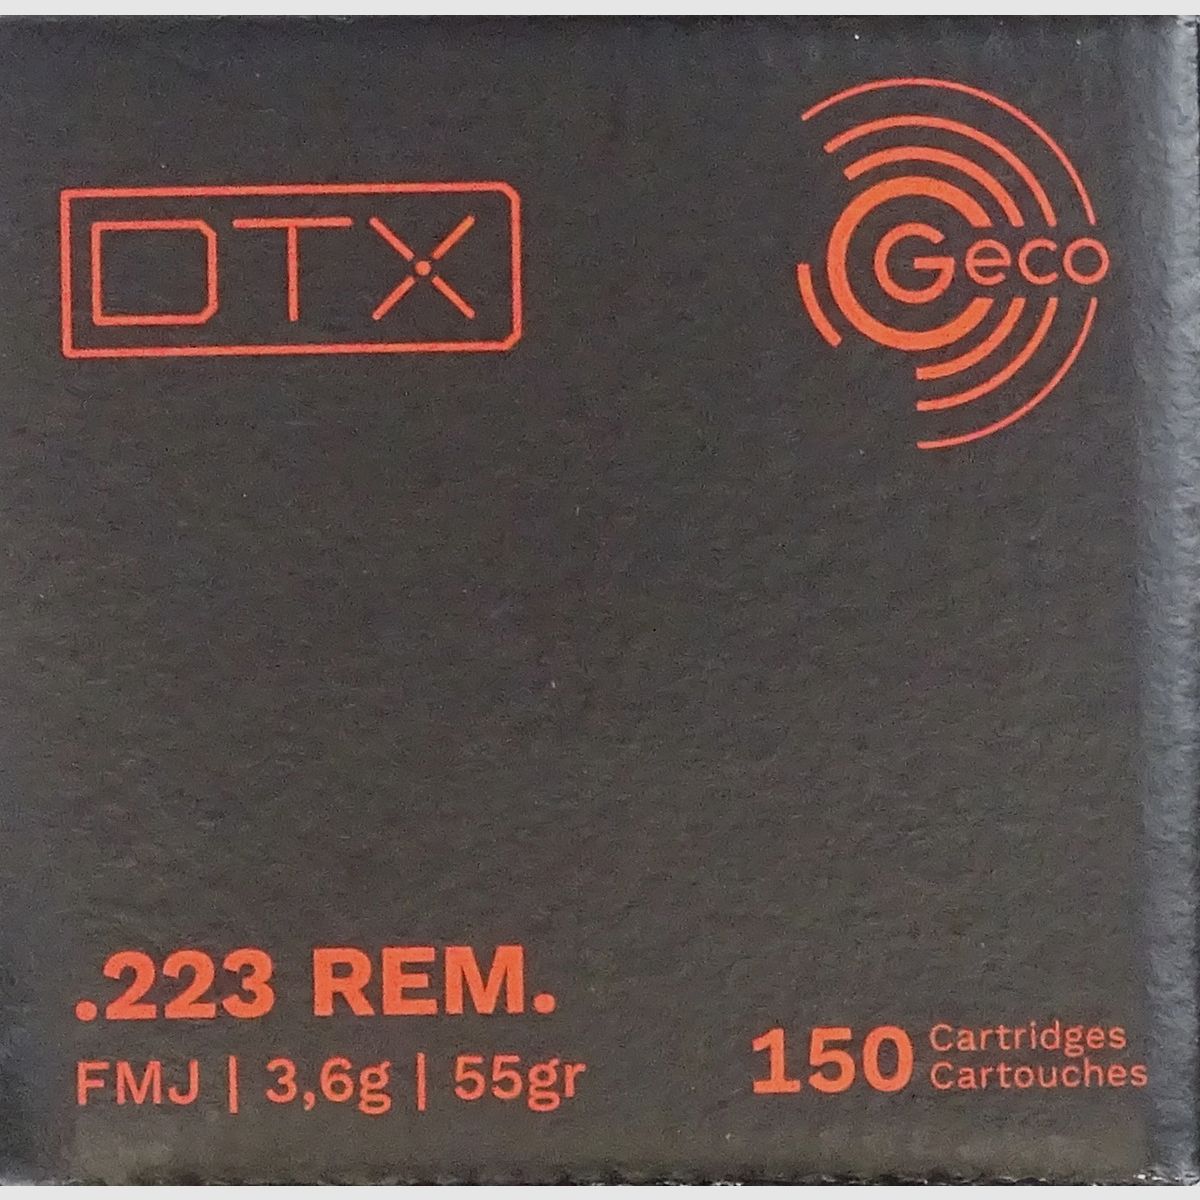 DTX
Geco
.223 REM.
FMJ | 3,6g | 55gr
150 Cartridges
Cartouches